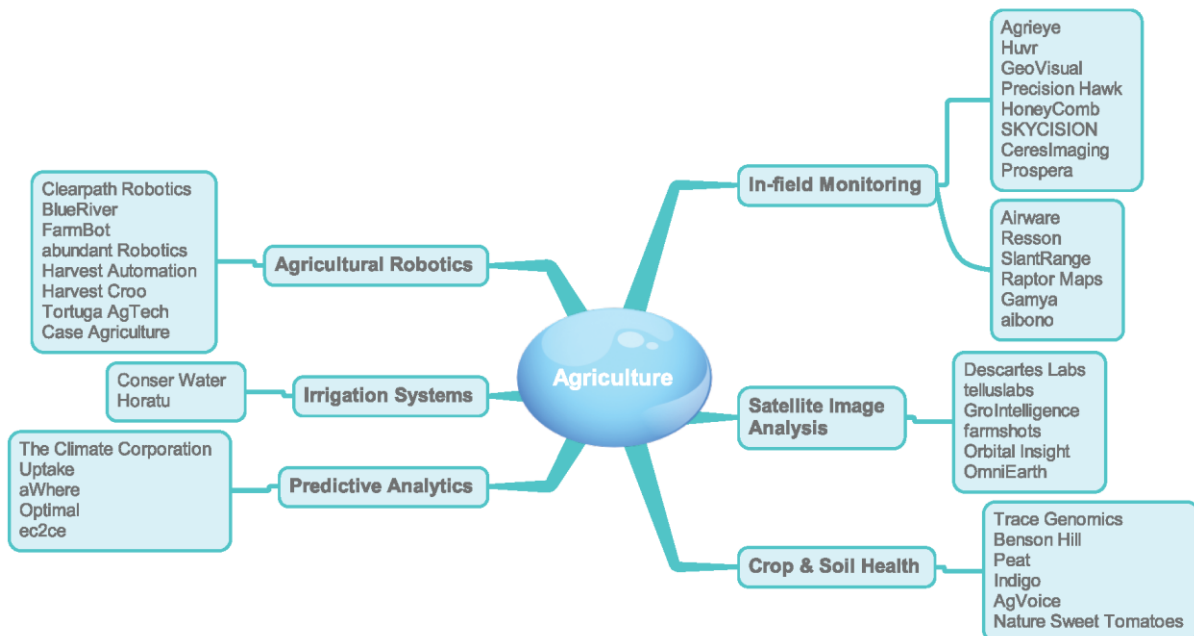 Agriculture
In-field Monitoring
Agrieye
Huvr
GeoVisual
Precision Hawk
HoneyComb
SKYCISION
CeresImaging
Prospera
Airware
Resson
SlantRange
Raptor Maps
Gamya
aibono
Satellite Image
Analysis
Descartes Labs
telluslabs
GroIntelligence
farmshots
Orbital Insight
OmniEarth
Crop & Soil Health
Trace Genomics
Benson Hill
Peat
Indigo
AgVoice
Nature Sweet Tomatoes
Agricultural Robotics
Clearpath Robotics
BlueRiver
FarmBot
abundant Robotics
Harvest Automation
Harvest Croo
Tortuga AgTech
Case Agriculture
Irrigation Systems
Conser Water
Horatu
Predictive Analytics
The Climate Corporation
Uptake
aWhere
Optimal
ec2ce